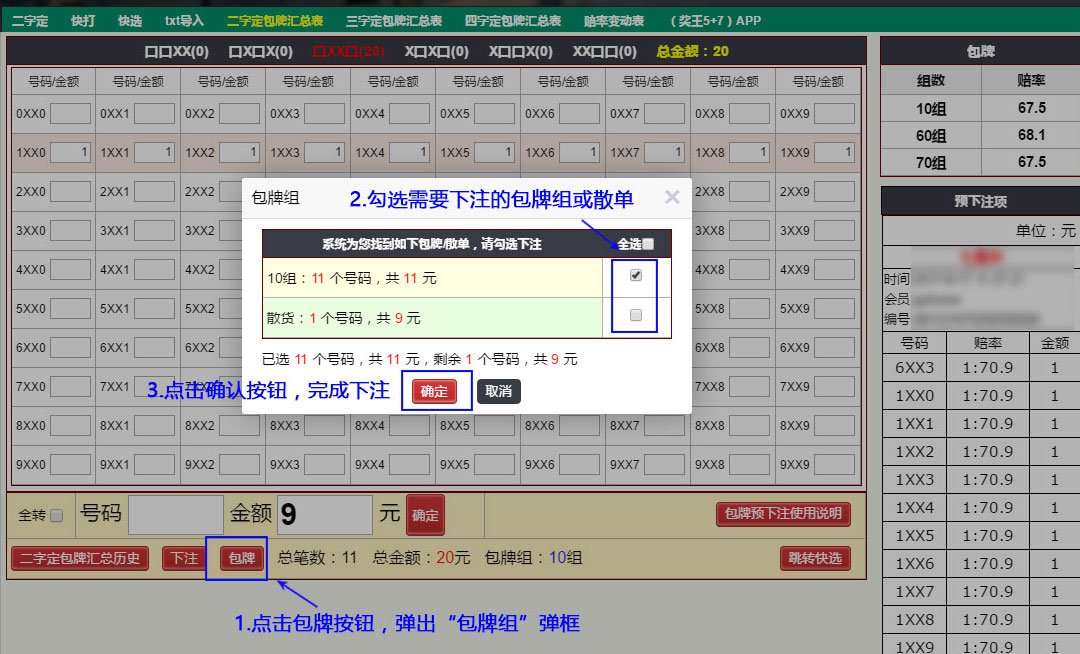 二字定 快打 快选 txt导入 二字定包牌汇总表 三字定包牌汇总表 四字定包牌汇总表 赔率变动表 （奖王5+7）APP
口口XX(0) 口X口X(0) 口XX口(20) X口X口(0) X口口X(0) XX口口(0) 总金额：20
号码/金额 号码/金额 号码/金额 号码/金额 号码/金额 号码/金额 号码/金额 号码/金额 号码/金额 号码/金额
0XX0 0XX1 0XX2 0XX3 0XX4 0XX5 0XX6 0XX7 0XX8 0XX9
1XX0 1 1XX1 1 1XX2 1 1XX3 1 1XX4 1 1XX5 1 1XX6 1 1XX7 1 1XX8 1 1XX9 1
2XX0 2XX1 2XX2 2XX8 2XX9
3XX0 3XX1 3XX2 3XX8 3XX9
4XX0 4XX1 4XX2 4XX8 4XX9
5XX0 5XX1 5XX2 5XX8 5XX9
6XX0 6XX1 6XX2 6XX8 6XX9
7XX0 7XX1 7XX2 7XX8 7XX9
8XX0 8XX1 8XX2 8XX3 8XX4 8XX5 8XX6 8XX7 8XX8 8XX9
9XX0 9XX1 9XX2 9XX3 9XX4 9XX5 9XX6 9XX7 9XX8 9XX9
包牌组
2.勾选需要下注的包牌组或散单
系统为您找到如下包牌/散单，请勾选下注 全选
10组：11 个号码，共 11 元
散货：1 个号码，共 9 元
已选 11 个号码，共 11 元，剩余 1 个号码，共 9 元
3.点击确认按钮，完成下注
确定 取消
全转 号码 金额 9 元 确定 包牌预下注使用说明
二字定包牌汇总历史 下注 包牌 总笔数：11 总金额：20元 包牌组：10组 跳转快选
1.点击包牌按钮，弹出“包牌组”弹框
包牌
组数 赔率
10组 67.5
60组 68.1
70组 67.5
预下注项
单位：元
时间
会员
编号
号码 赔率 金额
6XX3 1:70.9 1
1XX0 1:70.9 1
1XX1 1:70.9 1
1XX2 1:70.9 1
1XX3 1:70.9 1
1XX4 1:70.9 1
1XX5 1:70.9 1
1XX6 1:70.9 1
1XX7 1:70.9 1
1XX8 1:70.9 1
1XX9 1:70.9 1